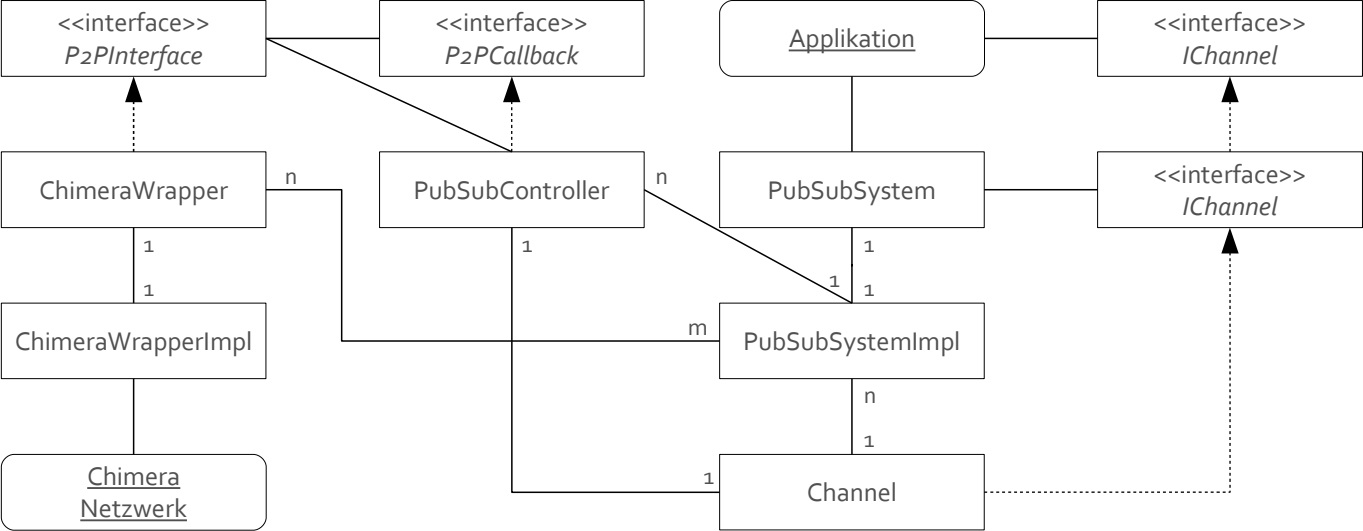 <<interface>>
P2PInterface
<<interface>>
P2PCallback
Applikation
<<interface>>
IChannel
ChimeraWrapper
n
PubSubController
n
PubSubSystem
<<interface>>
IChannel
1
1
1
1
1
1
ChimeraWrapperImpl
m
PubSubSystemImpl
n
1
Chimera
Netzwerk
1
Channel